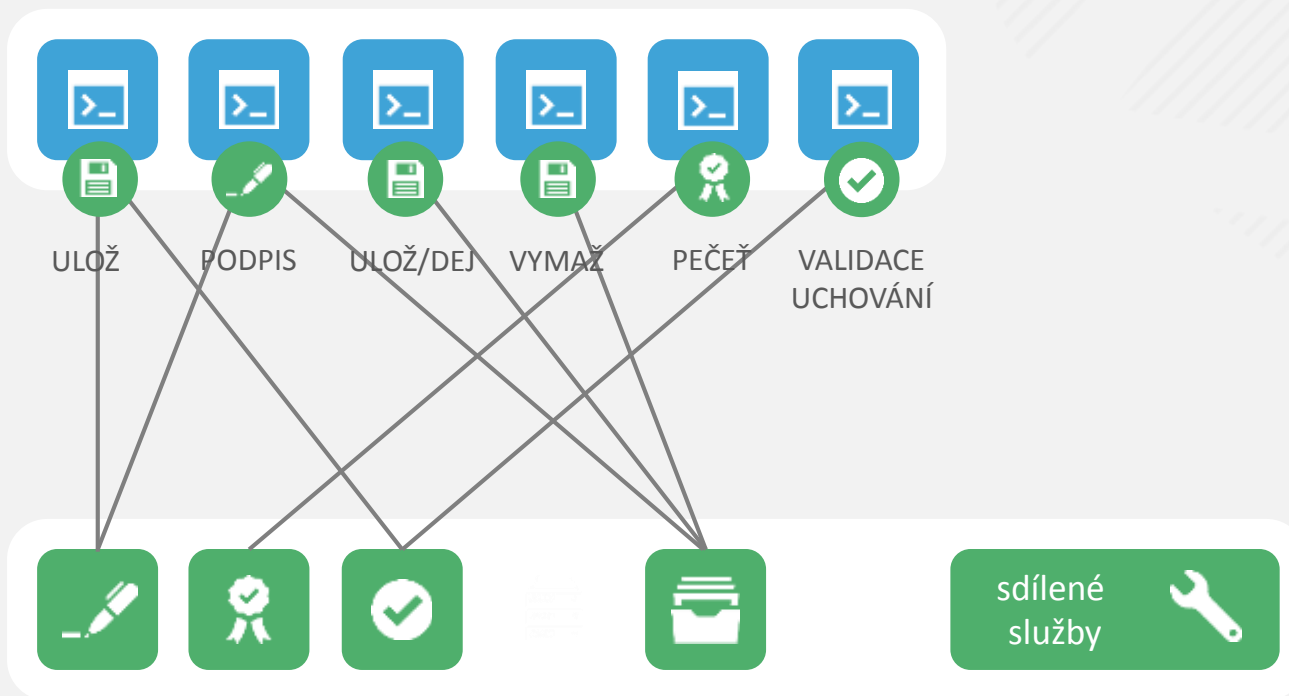 ULOŽ
PODPIS
ULOŽ/DEJ
VYMAŽ
PEČEŤ
VALIDACE
UCHOVÁNÍ
sdílené
služby